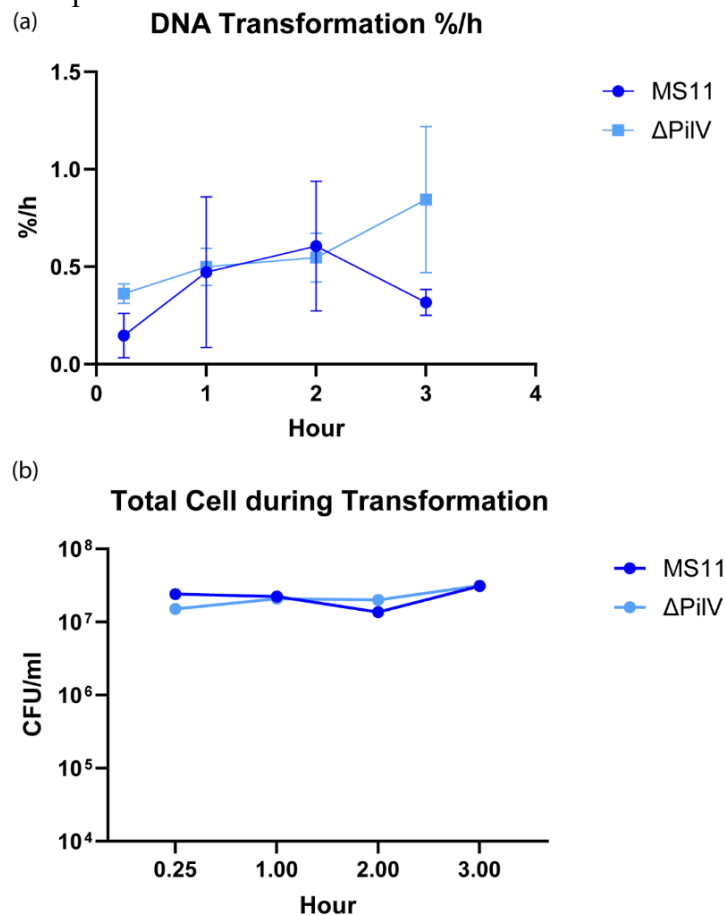 (a)
DNA Transformation %/h
1.5
1.0
0.5
0.0
%/h
0
1
2
3
4
Hour
MS11
ΔPilV
(b)
Total Cell during Transformation
10⁸
10⁷
10⁶
10⁵
10⁴
CFU/ml
0.25
1.00
2.00
3.00
Hour
MS11
ΔPilV